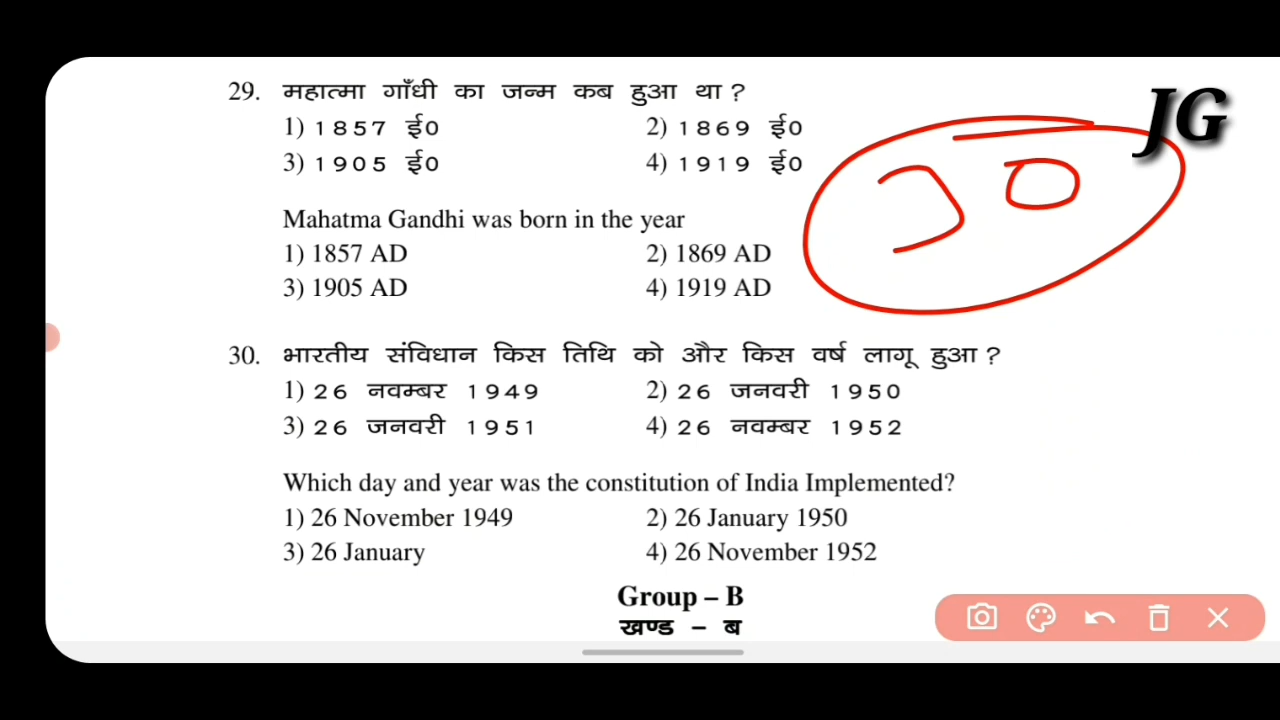 JG
29. महात्मा गाँधी का जन्म कब हुआ था ?
1) 1857 ई0 2) 1869 ई0
3) 1905 ई0 4) 1919 ई0
Mahatma Gandhi was born in the year
1) 1857 AD 2) 1869 AD
3) 1905 AD 4) 1919 AD
30. भारतीय संविधान किस तिथि को और किस वर्ष लागू हुआ ?
1) 26 नवम्बर 1949 2) 26 जनवरी 1950
3) 26 जनवरी 1951 4) 26 नवम्बर 1952
Which day and year was the constitution of India Implemented?
1) 26 November 1949 2) 26 January 1950
3) 26 January 4) 26 November 1952
Group – B
खण्ड – ब